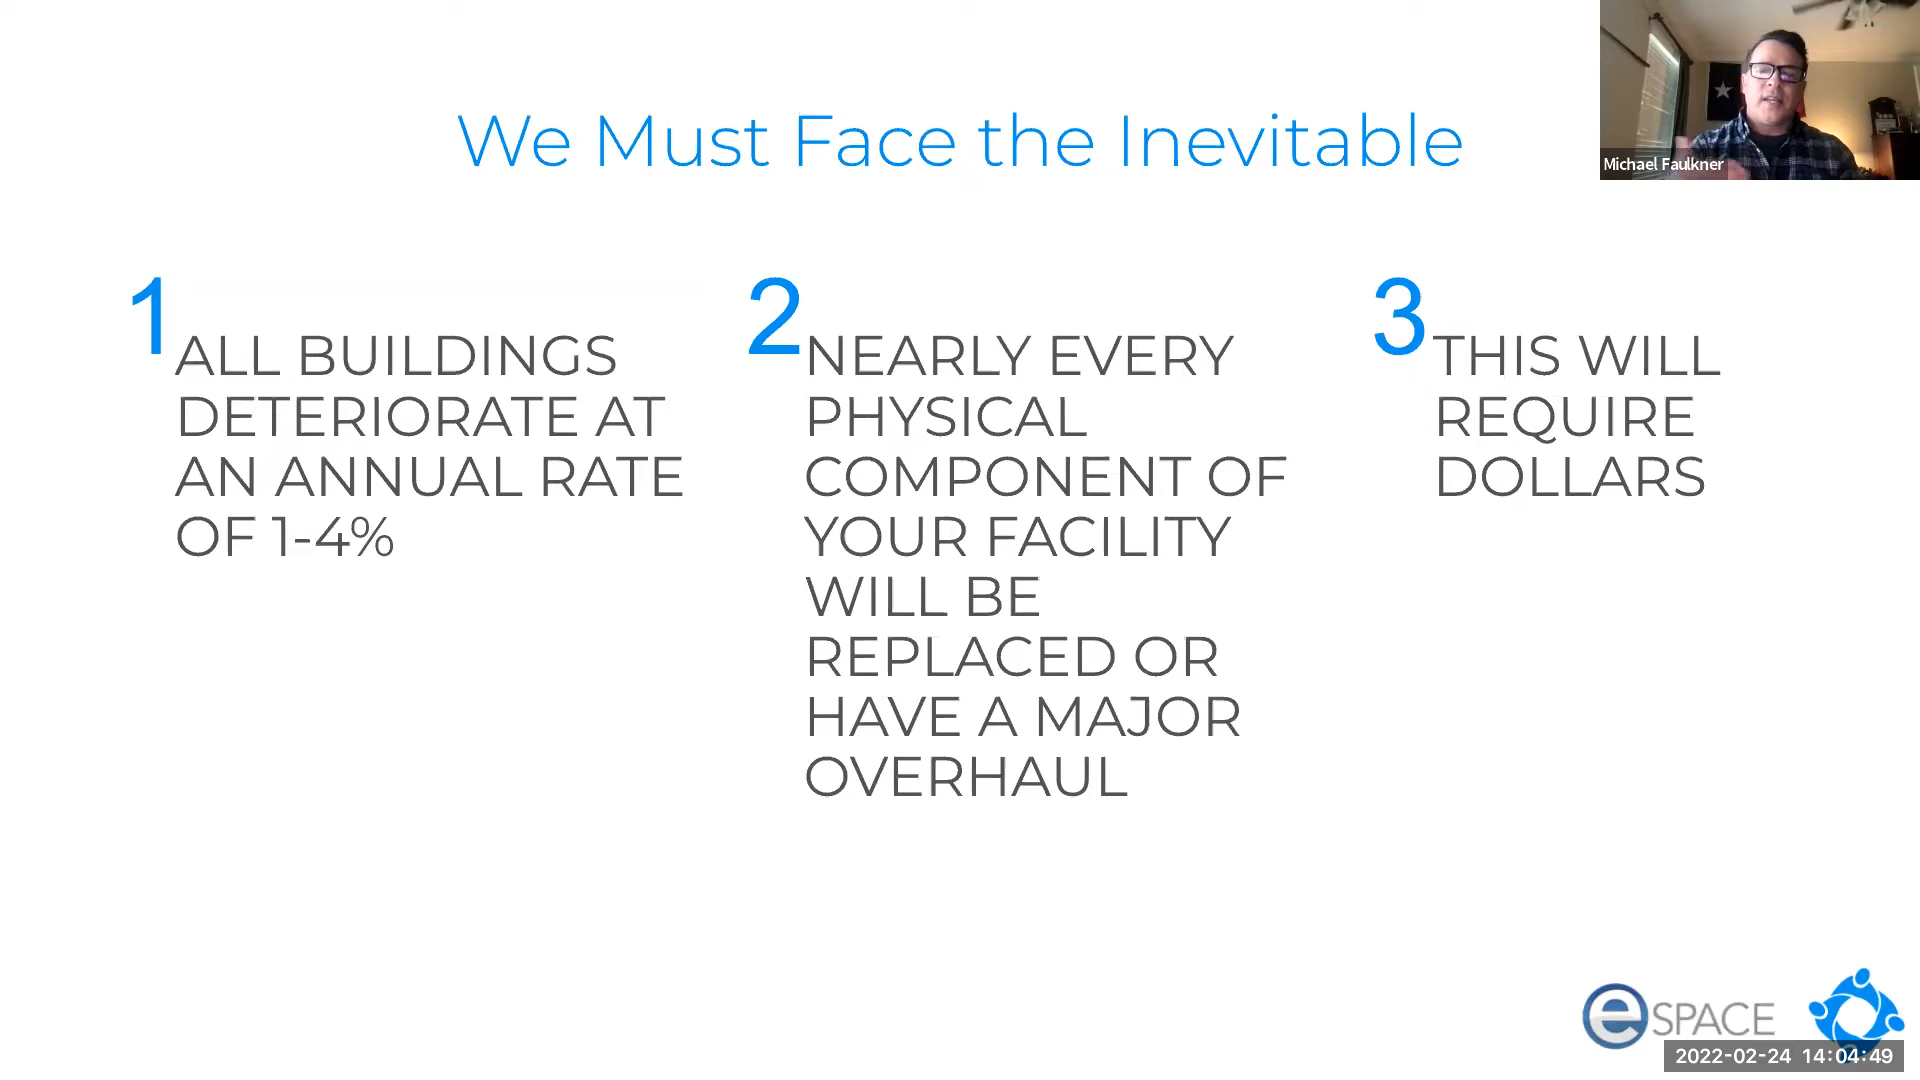 We Must Face the Inevitable
Michael Faulkner
1
ALL BUILDINGS
DETERIORATE AT
AN ANNUAL RATE
OF 1-4%
2
NEARLY EVERY
PHYSICAL
COMPONENT OF
YOUR FACILITY
WILL BE
REPLACED OR
HAVE A MAJOR
OVERHAUL
3
THIS WILL
REQUIRE
DOLLARS
eSPACE
2022-02-24 14:04:49